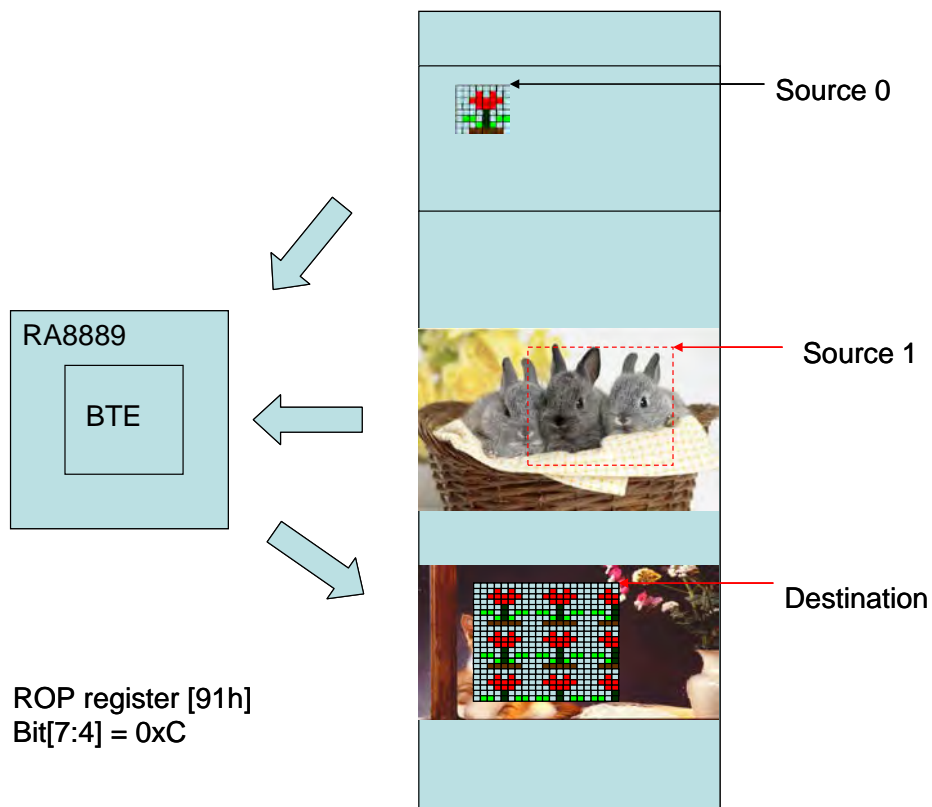 Source 0
RA8889
BTE
Source 1
Destination
ROP register [91h]
Bit[7:4] = 0xC